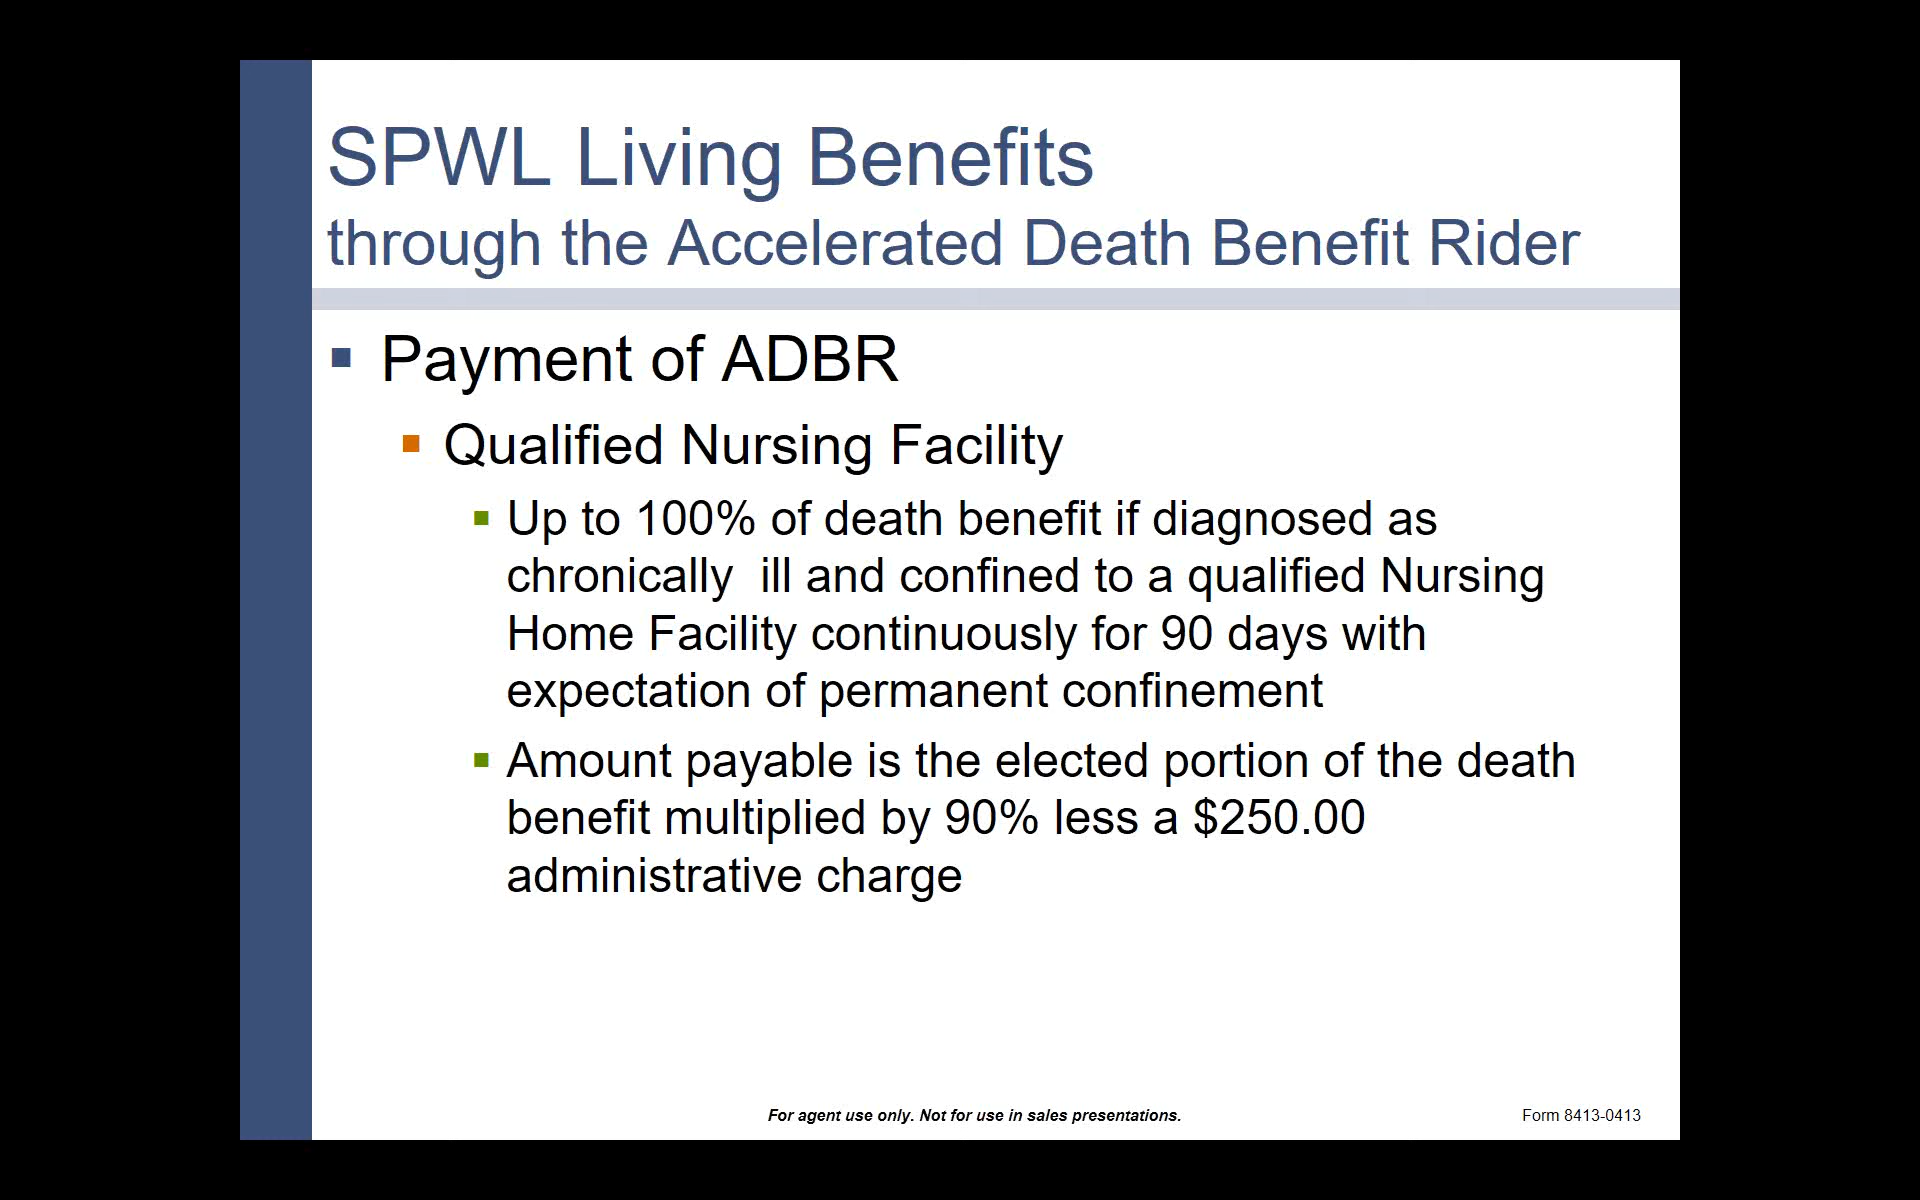 SPWL Living Benefits
through the Accelerated Death Benefit Rider
Payment of ADBR
Qualified Nursing Facility
Up to 100% of death benefit if diagnosed as
chronically  ill and confined to a qualified Nursing
Home Facility continuously for 90 days with
expectation of permanent confinement
Amount payable is the elected portion of the death
benefit multiplied by 90% less a $250.00
administrative charge
For agent use only. Not for use in sales presentations.
Form 8413-0413